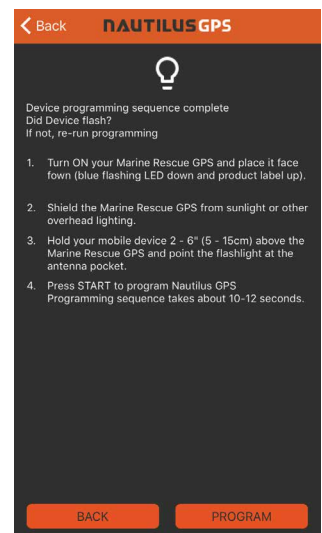 Back NAUTILUS GPS
Device programming sequence complete
Did Device flash?
If not, re-run programming
1. Turn ON your Marine Rescue GPS and place it face
fown (blue flashing LED down and product label up).
2. Shield the Marine Rescue GPS from sunlight or other
overhead lighting.
3. Hold your mobile device 2 - 6" (5 - 15cm) above the
Marine Rescue GPS and point the flashlight at the
antenna pocket.
4. Press START to program Nautilus GPS
Programming sequence takes about 10-12 seconds.
BACK PROGRAM